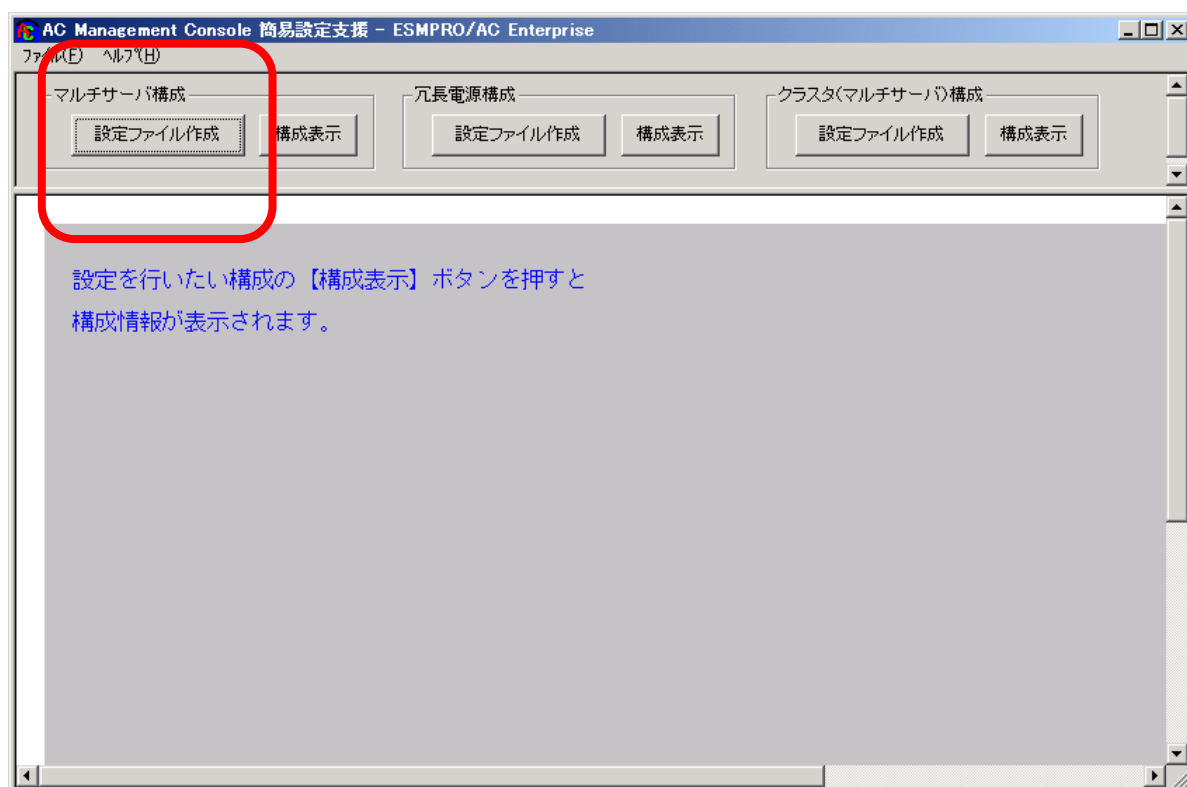 AC Management Console 簡易設定支援 - ESMPRO/AC Enterprise
ファイル(F) ヘルプ(H)
マルチサーバ構成 冗長電源構成 クラスタ(マルチサーバ)構成
設定ファイル作成 構成表示 設定ファイル作成 構成表示 設定ファイル作成 構成表示
設定を行いたい構成の【構成表示】ボタンを押すと
構成情報が表示されます。